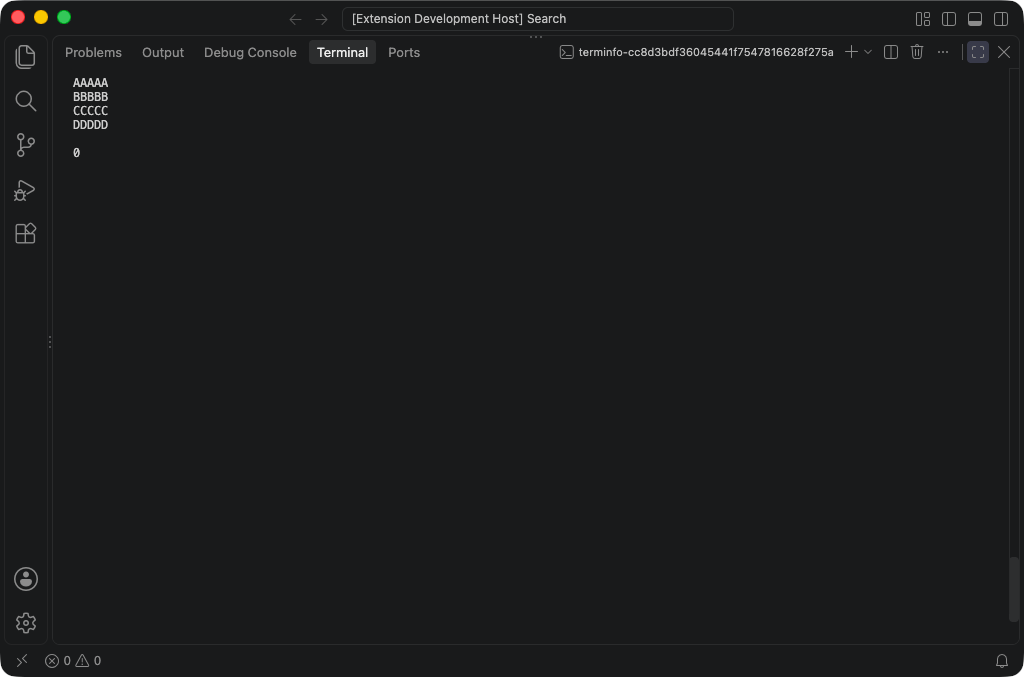 [Extension Development Host] Search
Problems Output Debug Console Terminal Ports terminfo-cc8d3bdf36045441f7547816628f275a
AAAAA
BBBBB
CCCCC
DDDDD
0
0 0